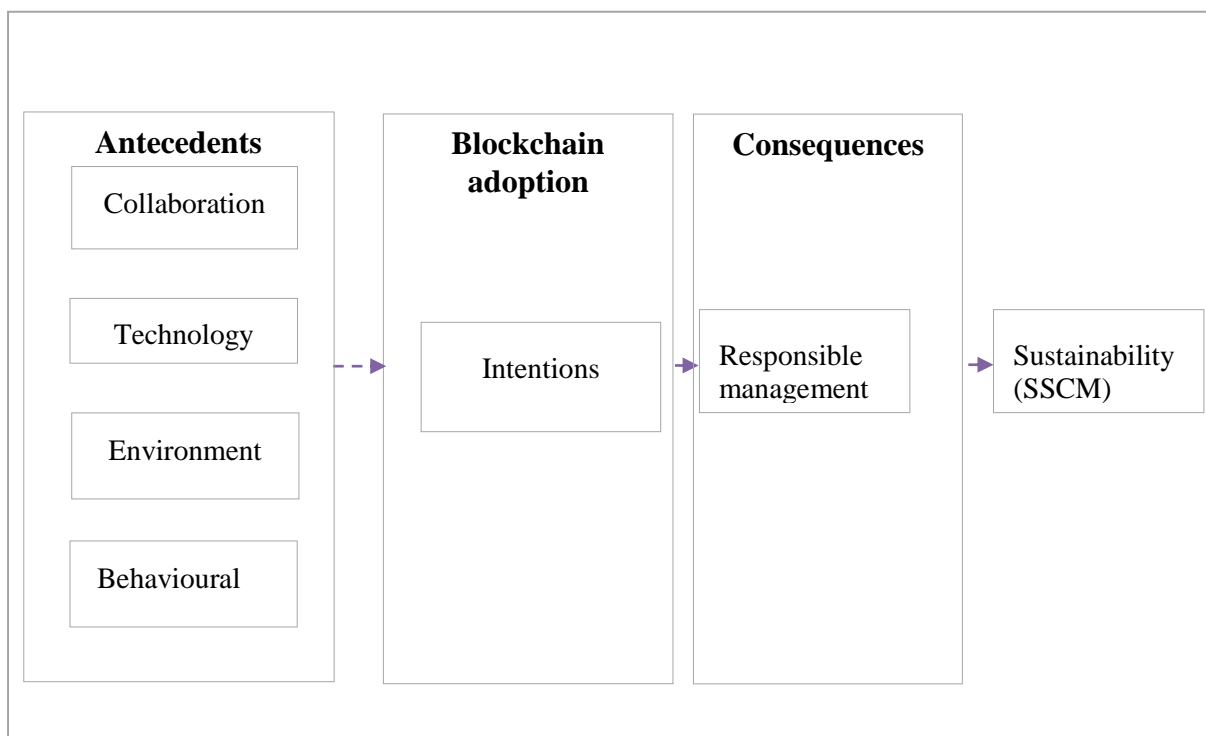 Antecedents
Collaboration
Technology
Environment
Behavioural
Blockchain
adoption
Intentions
Consequences
Responsible
management
Sustainability
(SSCM)